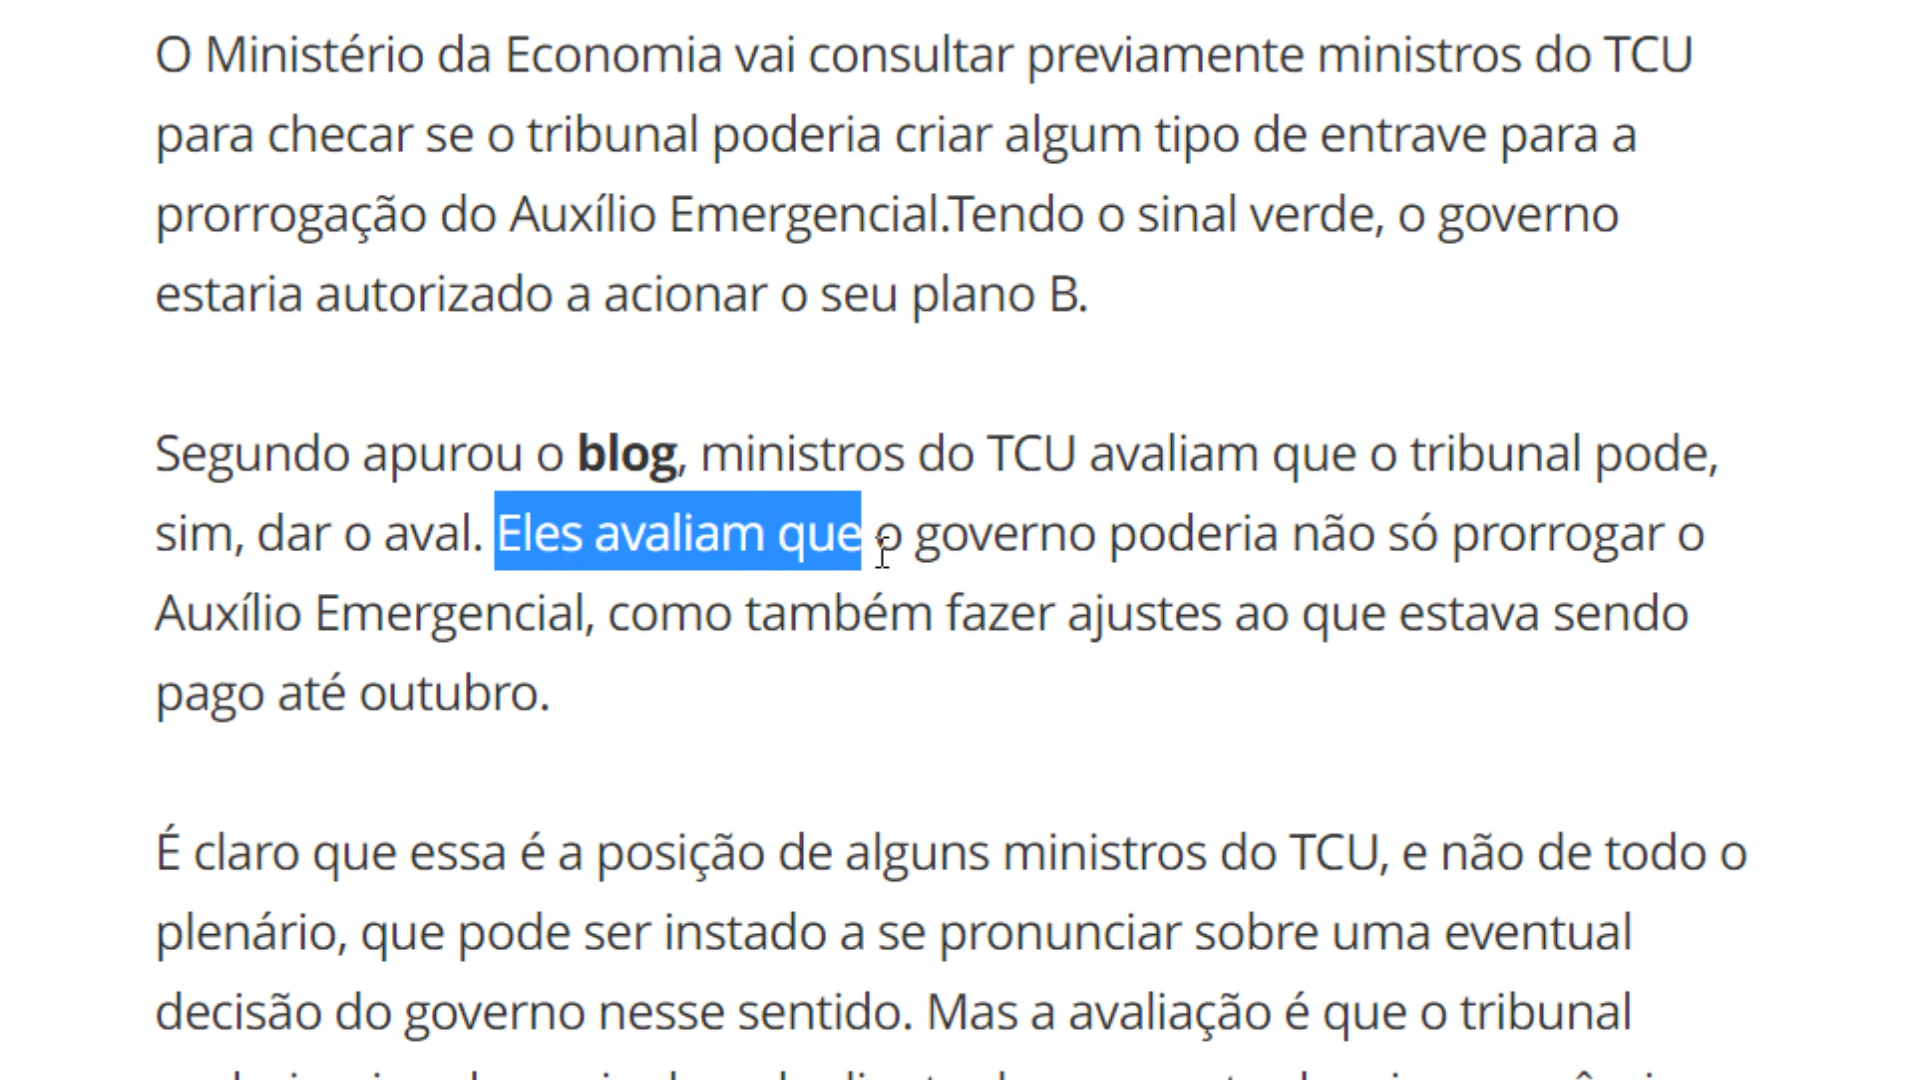 O Ministério da Economia vai consultar previamente ministros do TCU
para checar se o tribunal poderia criar algum tipo de entrave para a
prorrogação do Auxílio Emergencial.Tendo o sinal verde, o governo
estaria autorizado a acionar o seu plano B.
Segundo apurou o blog, ministros do TCU avaliam que o tribunal pode,
sim, dar o aval. Eles avaliam que o governo poderia não só prorrogar o
Auxílio Emergencial, como também fazer ajustes ao que estava sendo
pago até outubro.
É claro que essa é a posição de alguns ministros do TCU, e não de todo o
plenário, que pode ser instado a se pronunciar sobre uma eventual
decisão do governo nesse sentido. Mas a avaliação é que o tribunal